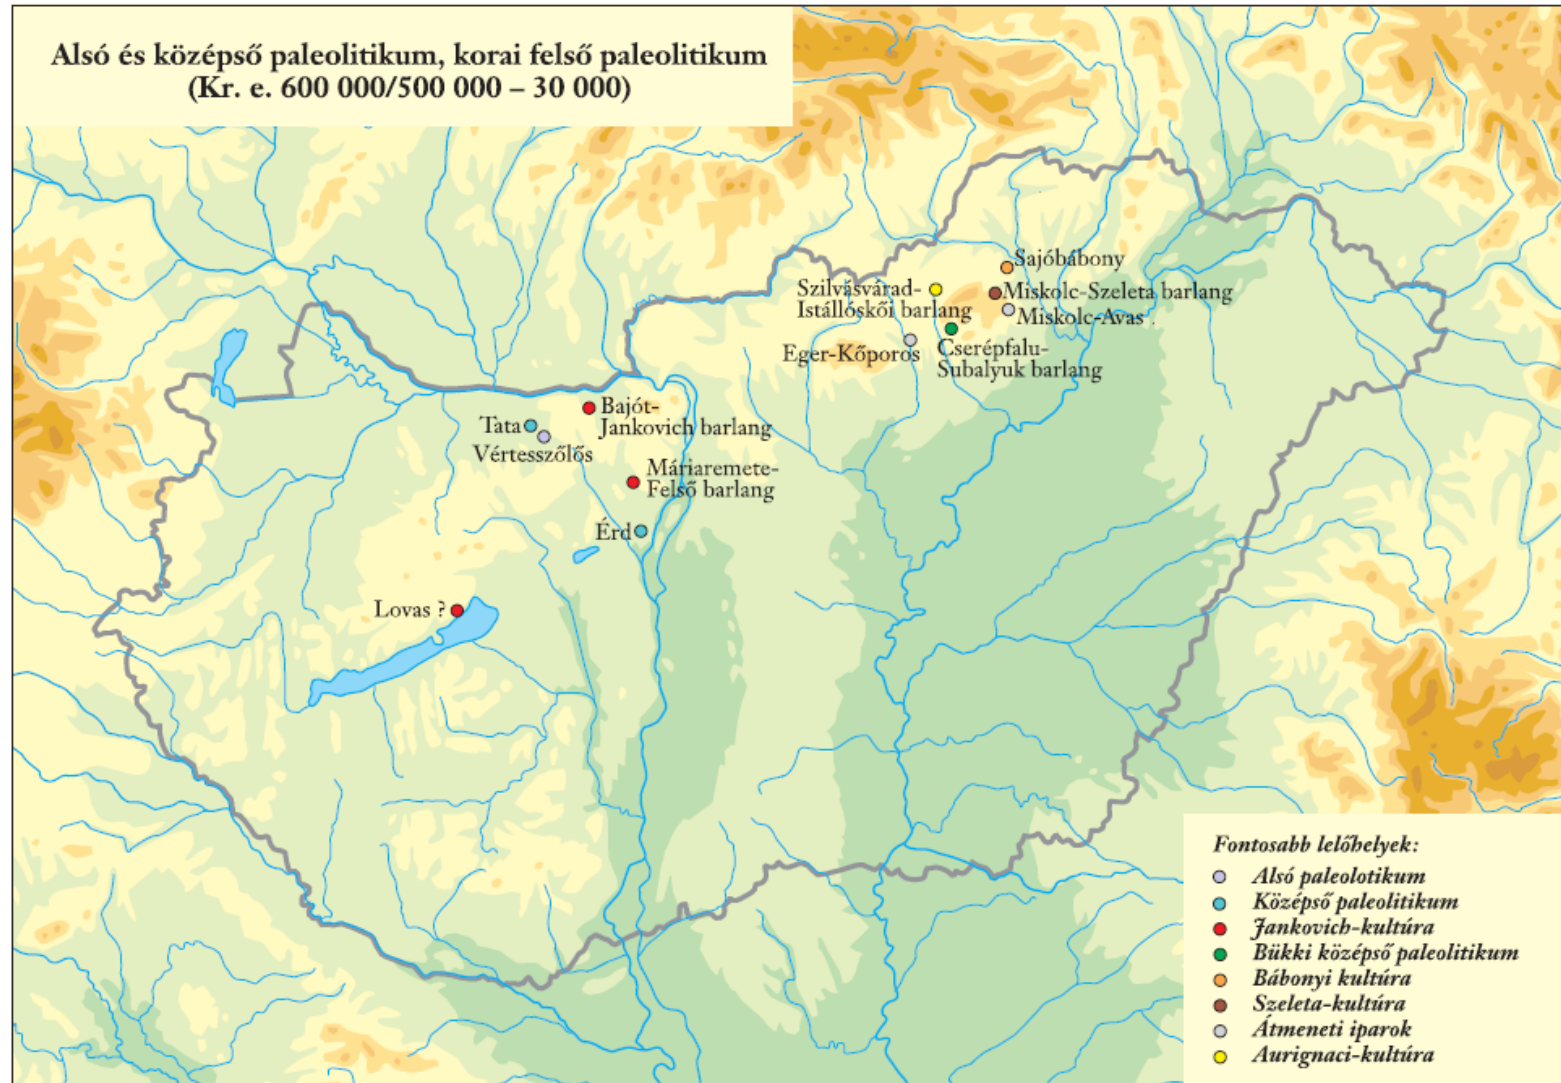 Alsó és középső paleolitikum, korai felső paleolitikum
(Kr. e. 600 000/500 000 – 30 000)
Sajóbábony
Szilvásvárad-
Istállóskői barlang
Miskolc-Szeleta barlang
Miskolc-Avas
Eger-Kőporos
Cserépfalu-
Subalyuk barlang
Bajót-
Jankovich barlang
Tata
Vértesszőlős
Máriaremete-
Felső barlang
Érd
Lovas ?
Fontosabb lelőhelyek:
Alsó paleolotikum
Középső paleolitikum
Jankovich-kultúra
Bükki középső paleolitikum
Bábonyi kultúra
Szeleta-kultúra
Átmeneti iparok
Aurignaci-kultúra